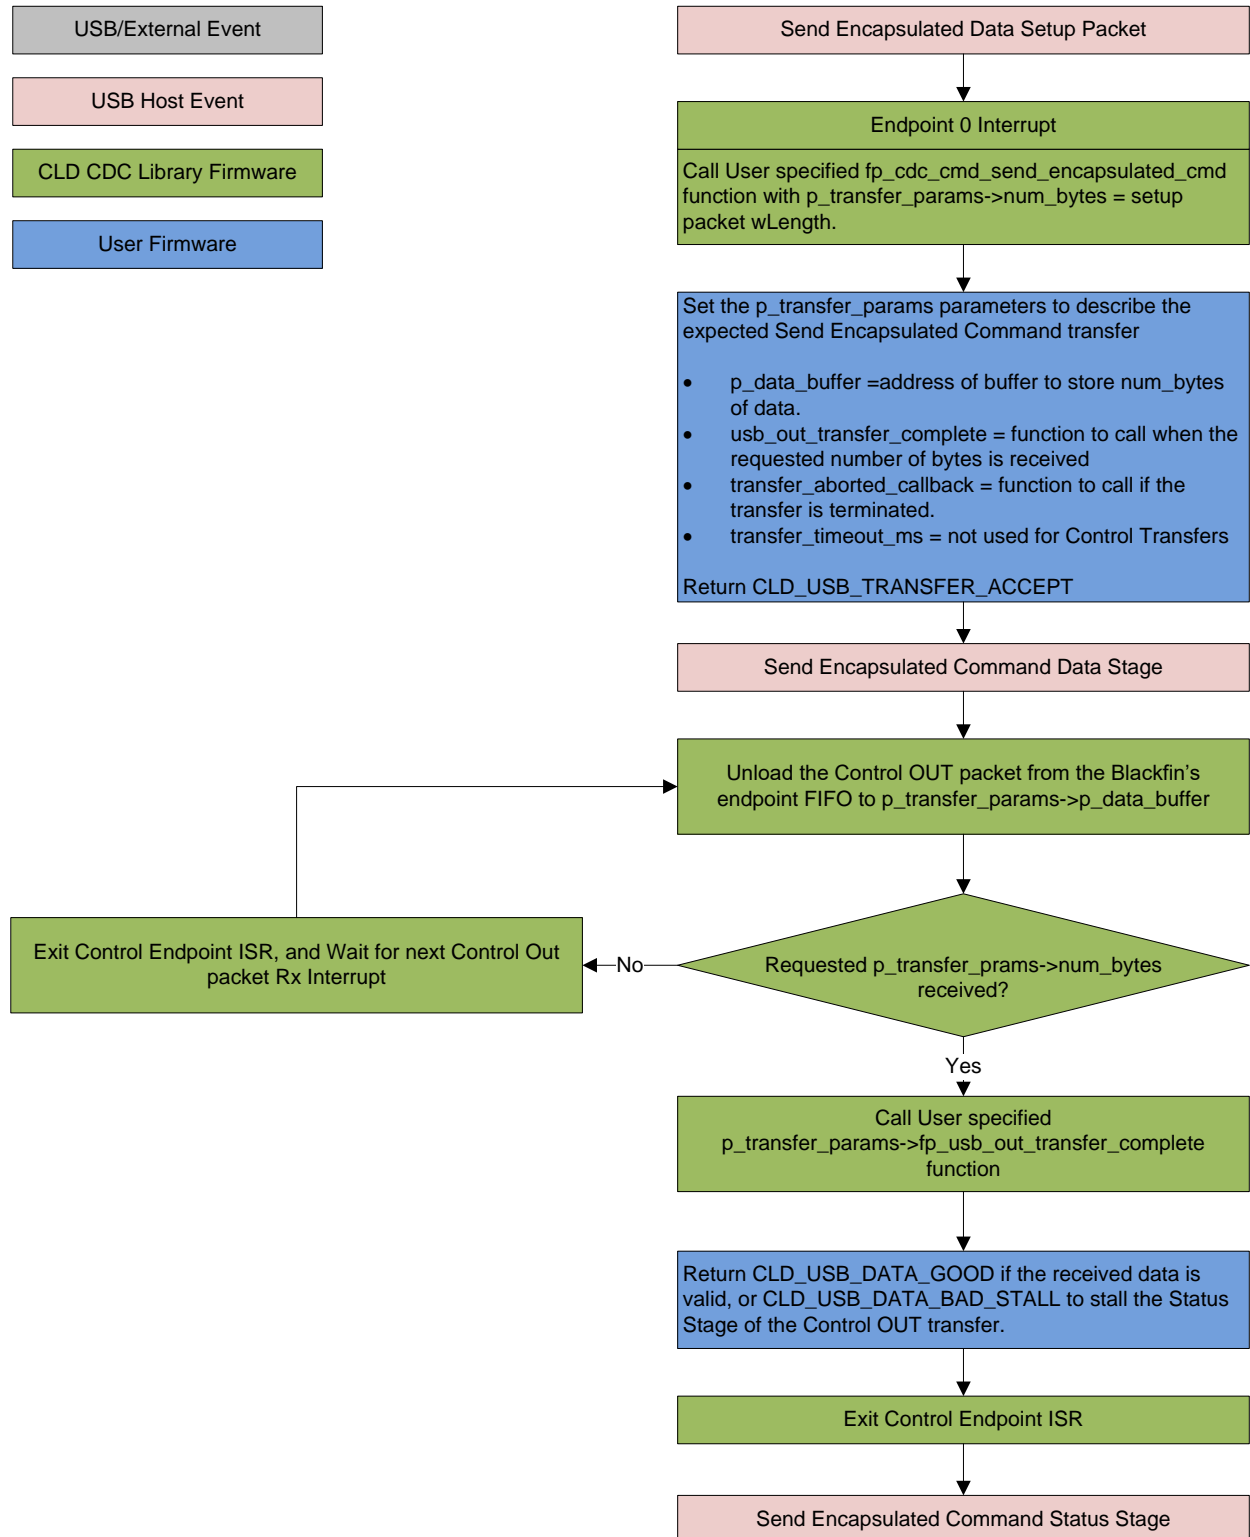 USB/External Event
USB Host Event
CLD CDC Library Firmware
User Firmware
Send Encapsulated Data Setup Packet
Endpoint 0 Interrupt
Call User specified fp_cdc_cmd_send_encapsulated_cmd
function with p_transfer_params->num_bytes = setup
packet wLength.
Set the p_transfer_params parameters to describe the
expected Send Encapsulated Command transfer
• p_data_buffer =address of buffer to store num_bytes
of data.
• usb_out_transfer_complete = function to call when the
requested number of bytes is received
• transfer_aborted_callback = function to call if the
transfer is terminated.
• transfer_timeout_ms = not used for Control Transfers
Return CLD_USB_TRANSFER_ACCEPT
Send Encapsulated Command Data Stage
Unload the Control OUT packet from the Blackfin’s
endpoint FIFO to p_transfer_params->p_data_buffer
Exit Control Endpoint ISR, and Wait for next Control Out
packet Rx Interrupt
No
Requested p_transfer_prams->num_bytes
received?
Yes
Call User specified
p_transfer_params->fp_usb_out_transfer_complete
function
Return CLD_USB_DATA_GOOD if the received data is
valid, or CLD_USB_DATA_BAD_STALL to stall the Status
Stage of the Control OUT transfer.
Exit Control Endpoint ISR
Send Encapsulated Command Status Stage